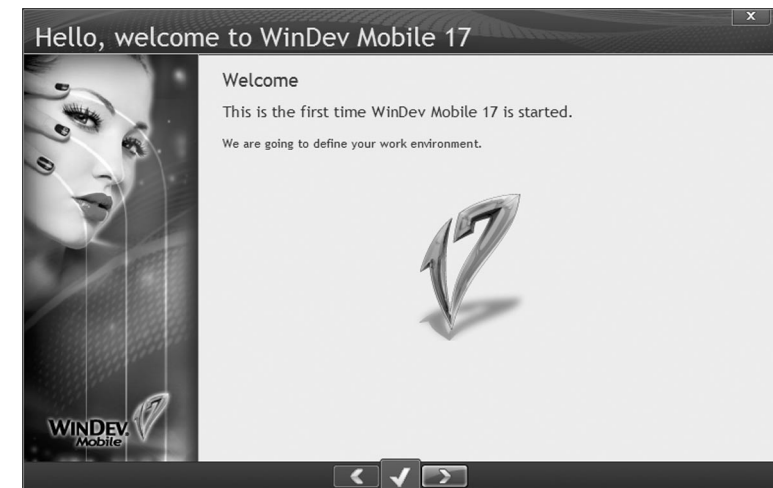 x
Hello, welcome to WinDev Mobile 17
Welcome
This is the first time WinDev Mobile 17 is started.
We are going to define your work environment.
17
WINDEV. 17
Mobile